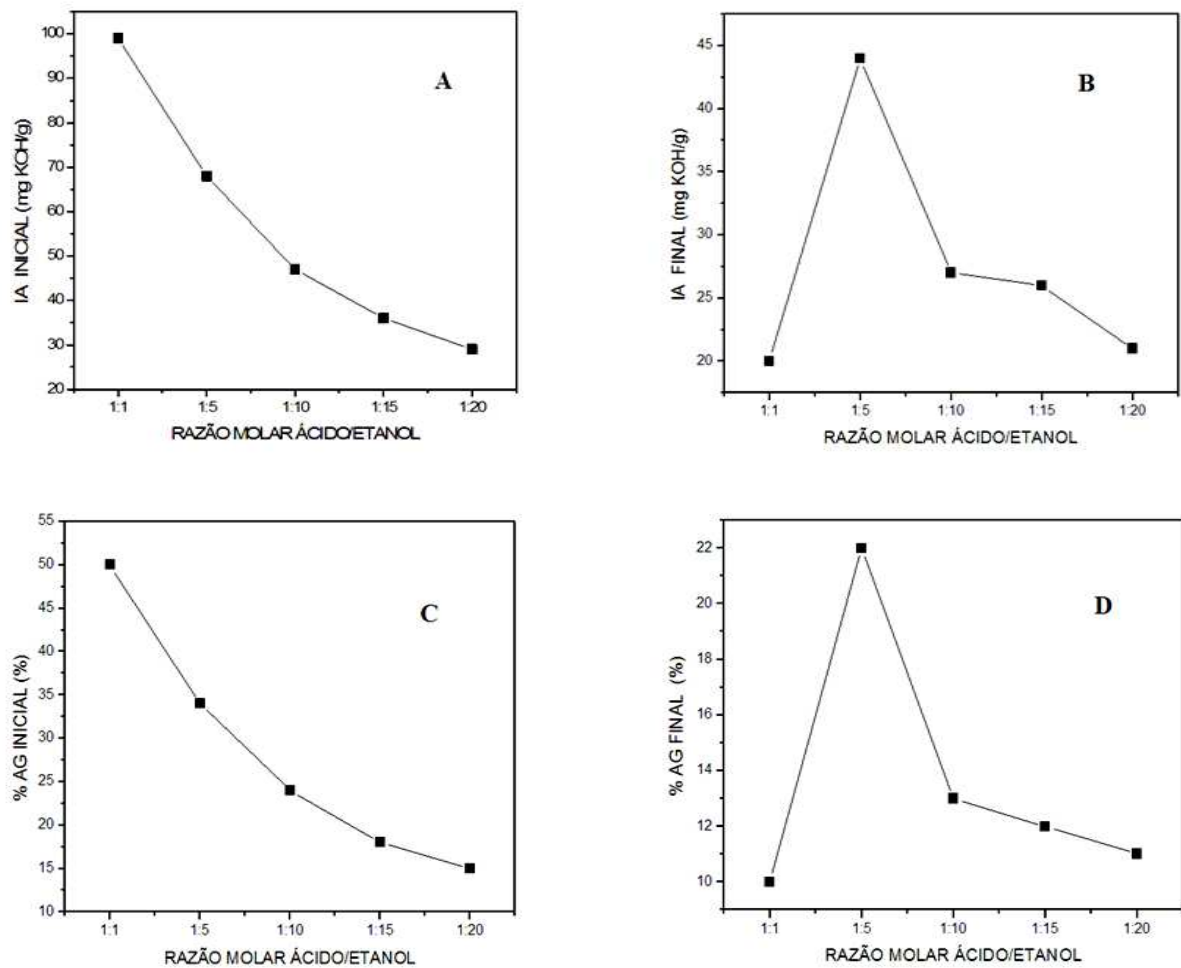 A
IA INICIAL (mg KOH/g)
100
90
80
70
60
50
40
30
20
1:1 1:5 1:10 1:15 1:20
RAZÃO MOLAR ÁCIDO/ETANOL
B
IA FINAL (mg KOH/g)
45
40
35
30
25
20
1:1 1:5 1:10 1:15 1:20
RAZÃO MOLAR ÁCIDO/ETANOL
C
% AG INICIAL (%)
55
50
45
40
35
30
25
20
15
10
1:1 1:5 1:10 1:15 1:20
RAZÃO MOLAR ÁCIDO/ETANOL
D
% AG FINAL (%)
22
20
18
16
14
12
10
1:1 1:5 1:10 1:15 1:20
RAZÃO MOLAR ÁCIDO/ETANOL